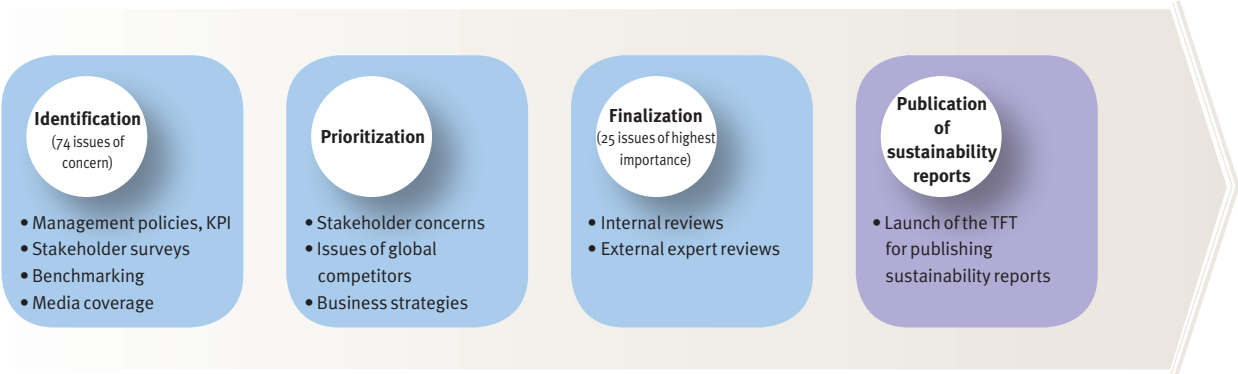 Identification
(74 issues of
concern)
• Management policies, KPI
• Stakeholder surveys
• Benchmarking
• Media coverage
Prioritization
• Stakeholder concerns
• Issues of global
competitors
• Business strategies
Finalization
(25 issues of highest
importance)
• Internal reviews
• External expert reviews
Publication
of
sustainability
reports
• Launch of the TFT
for publishing
sustainability reports